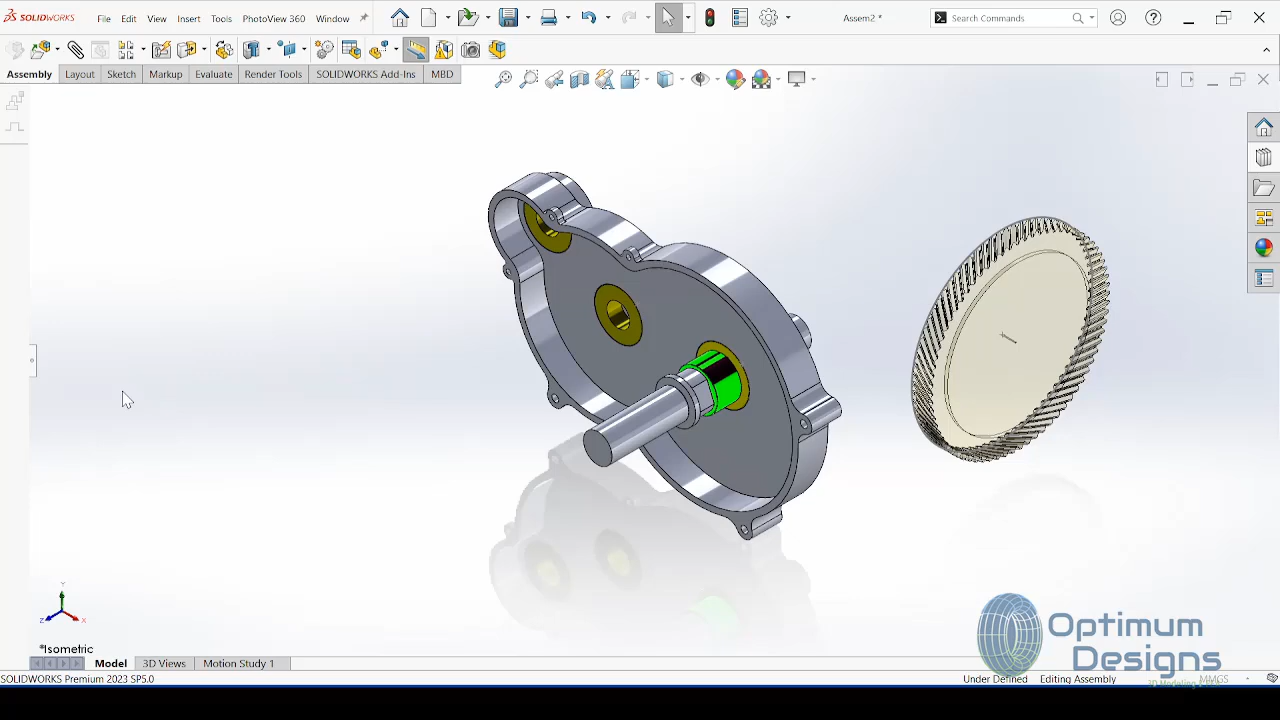 SOLIDWORKS File Edit View Insert Tools PhotoView 360 Window Assem2 * Search Commands
Assembly Layout Sketch Markup Evaluate Render Tools SOLIDWORKS Add-Ins MBD
Y
Z X
*Isometric
Optimum
Designs
Model 3D Views Motion Study 1
SOLIDWORKS Premium 2023 SP5.0 Under Defined Editing Assembly MMGS